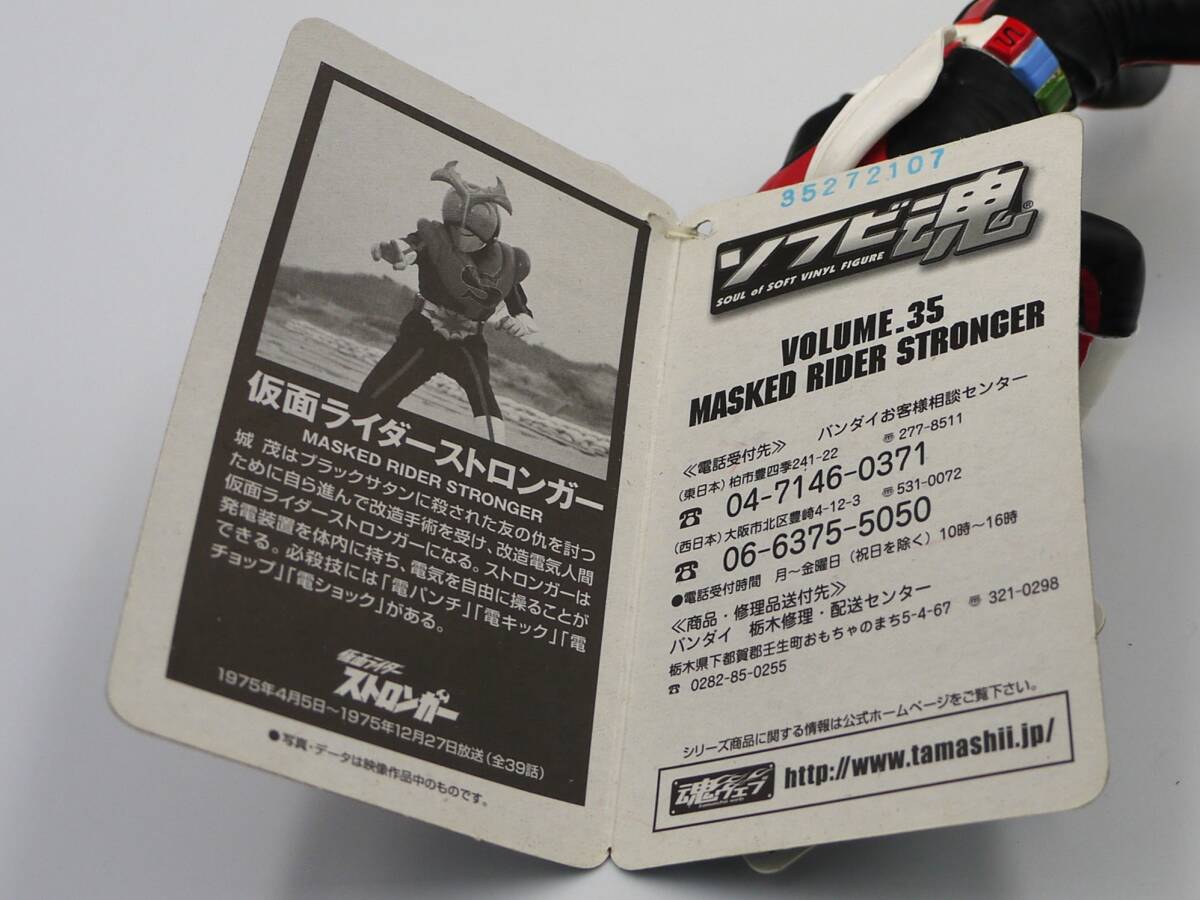 仮面ライダーストロンガー
MASKED RIDER STRONGER
城 茂はブラックサタンに殺された友の仇を討つ
ために自ら進んで改造手術を受け、改造電気人間
仮面ライダーストロンガーになる。ストロンガーは
発電装置を体内に持ち、電気を自由に操ることが
できる。必殺技には「電パンチ」「電キック」「電
チョップ」「電ショック」がある。
仮面ライダー
ストロンガー
1975年4月5日〜1975年12月27日放送(全39話)
●写真・データは映像作品中のものです。
35272107
ソフビ魂®
SOUL of SOFT VINYL FIGURE
VOLUME.35
MASKED RIDER STRONGER
≪電話受付先≫ バンダイお客様相談センター
(東日本)柏市豊四季241-22 〠277-8511
☎ 04-7146-0371
(西日本)大阪市北区豊崎4-12-3 〠531-0072
☎ 06-6375-5050
●電話受付時間 月〜金曜日(祝日を除く)10時〜16時
≪商品・修理品送付先≫
バンダイ 栃木修理・配送センター
栃木県下都賀郡壬生町おもちゃのまち5-4-67 〠321-0298
☎ 0282-85-0255
シリーズ商品に関する情報は公式ホームページをご覧下さい。
魂ウェブ http://www.tamashii.jp/
S